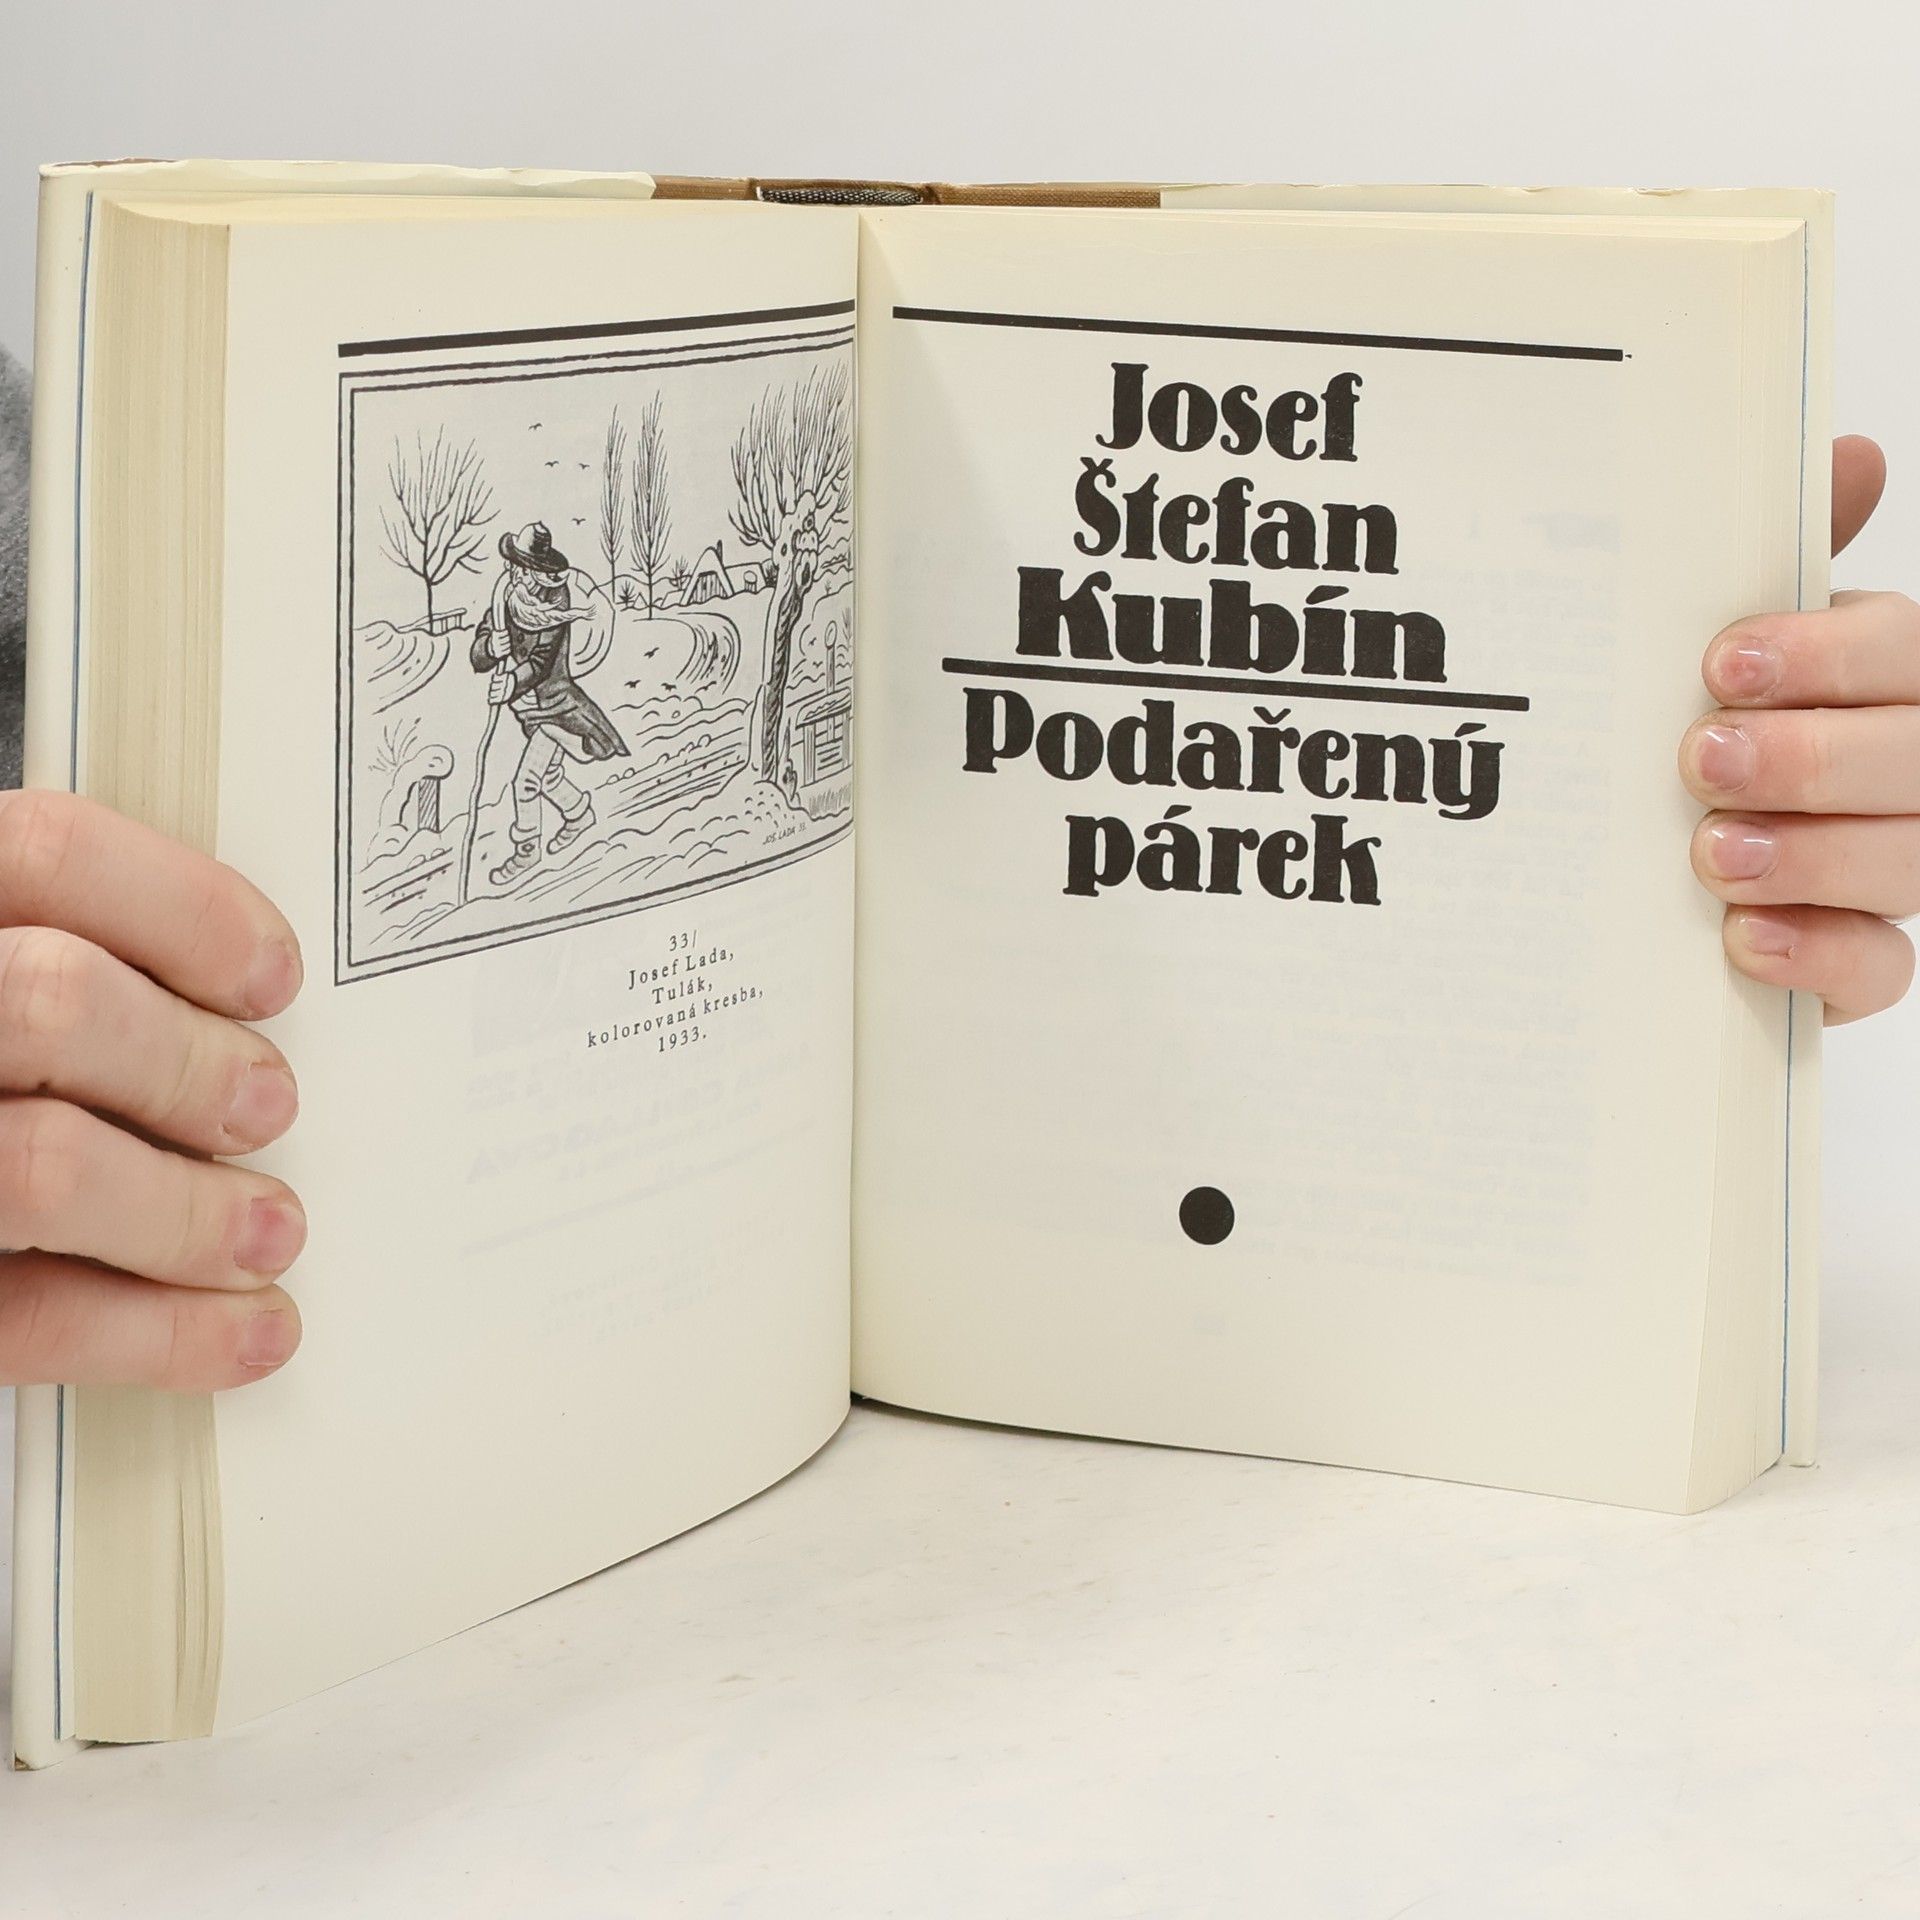 JOS. LADA 33.
33/
Josef Lada,
Tulák,
kolorovaná kresba,
1933.
Josef
Štefan
Kubín
Podařený
párek